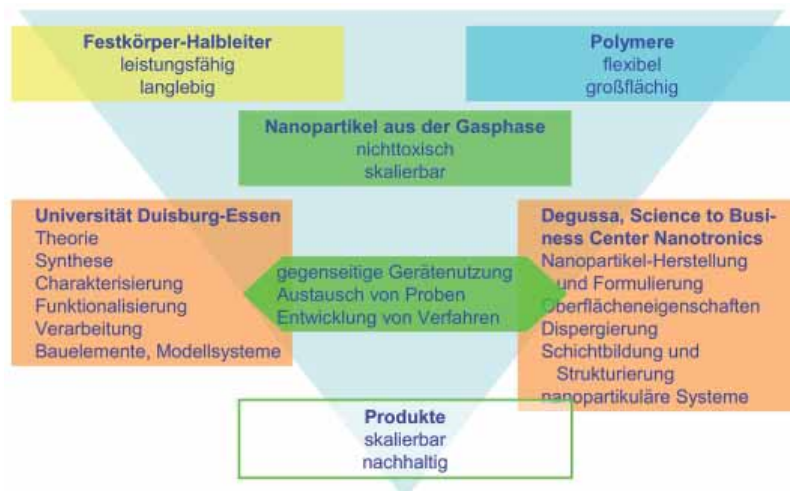 Festkörper-Halbleiter
leistungsfähig
langlebig
Polymere
flexibel
großflächig
Nanopartikel aus der Gasphase
nichttoxisch
skalierbar
Universität Duisburg-Essen
Theorie
Synthese
Charakterisierung
Funktionalisierung
Verarbeitung
Bauelemente, Modellsysteme
gegenseitige Gerätenutzung
Austausch von Proben
Entwicklung von Verfahren
Degussa, Science to Busi-
ness Center Nanotronics
Nanopartikel-Herstellung
und Formulierung
Oberflächeneigenschaften
Dispergierung
Schichtbildung und
Strukturierung
nanopartikuläre Systeme
Produkte
skalierbar
nachhaltig